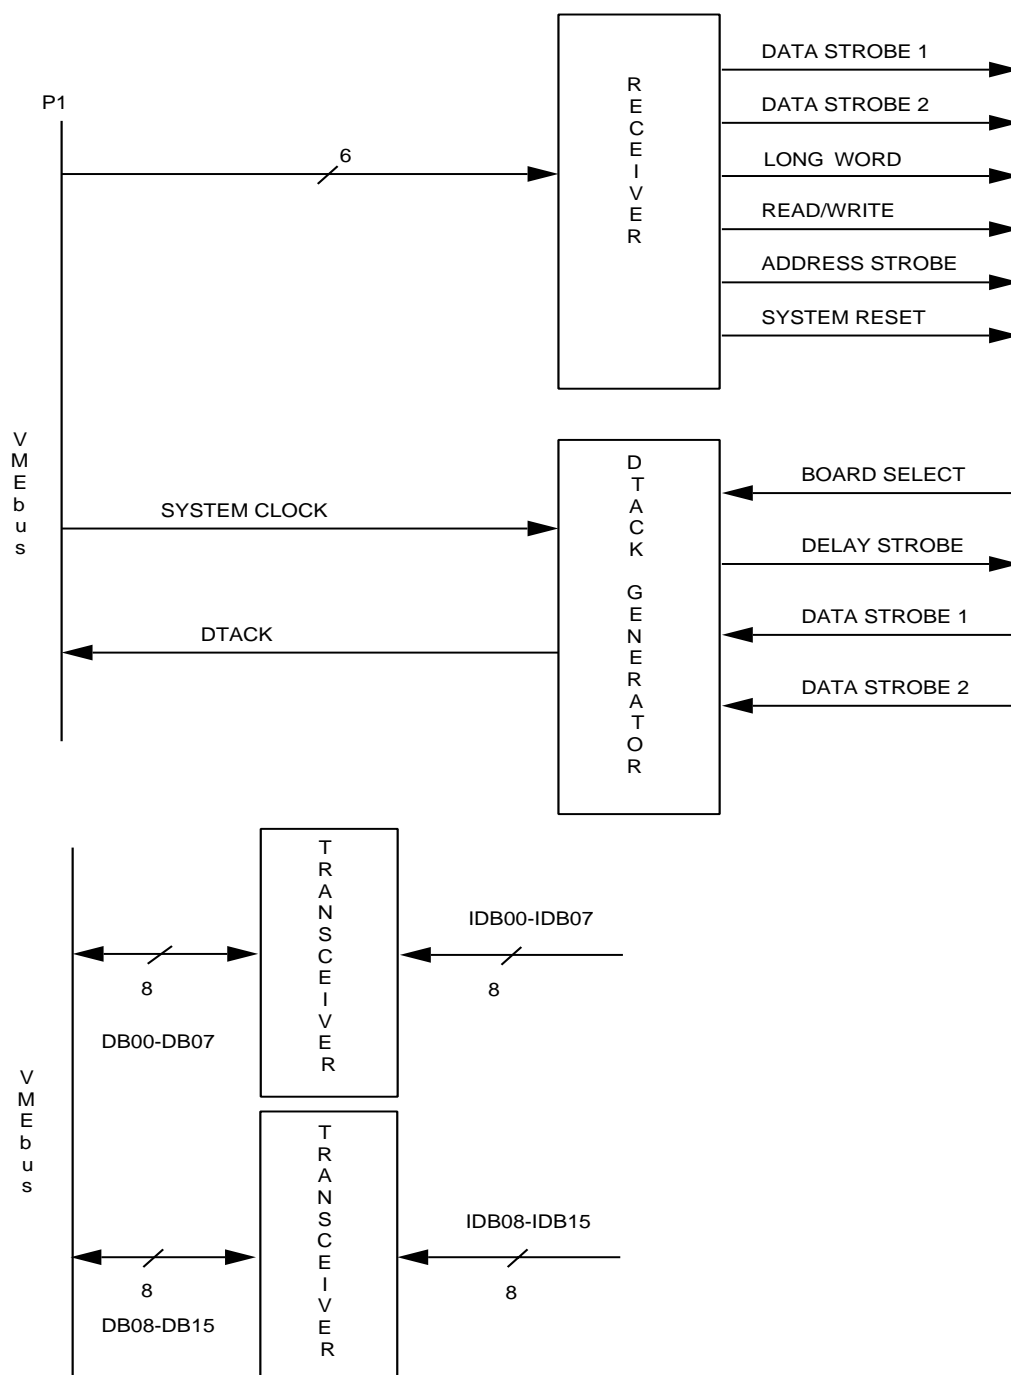 P1
6
RECEIVER
DATA STROBE 1
DATA STROBE 2
LONG WORD
READ/WRITE
ADDRESS STROBE
SYSTEM RESET
VMEbus
SYSTEM CLOCK
DTACK
DTACK GENERATOR
BOARD SELECT
DELAY STROBE
DATA STROBE 1
DATA STROBE 2
VMEbus
8
DB00-DB07
TRANSCEIVER
IDB00-IDB07
8
8
DB08-DB15
TRANSCEIVER
IDB08-IDB15
8